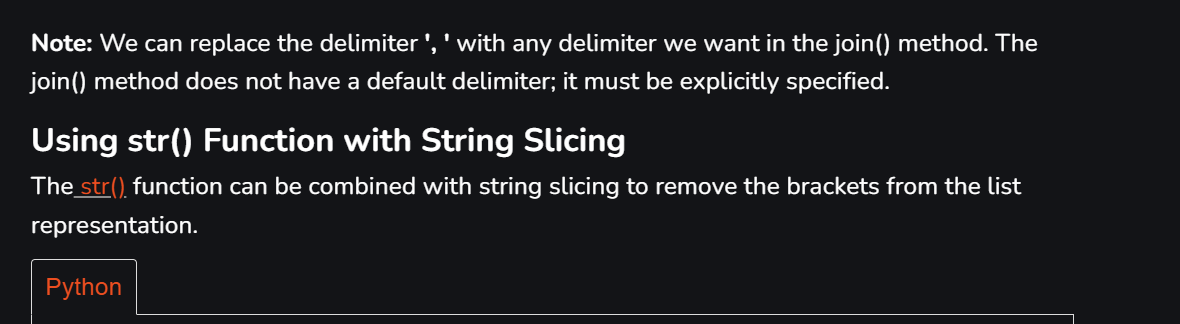 Note: We can replace the delimiter ', ' with any delimiter we want in the join() method. The
join() method does not have a default delimiter; it must be explicitly specified.
Using str() Function with String Slicing
The str() function can be combined with string slicing to remove the brackets from the list
representation.
Python